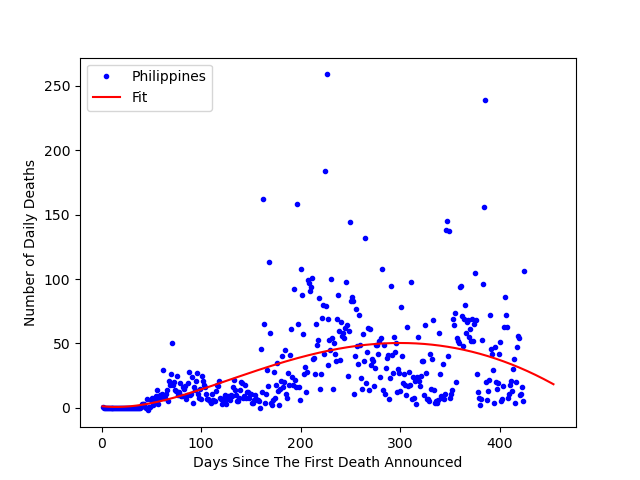 Philippines
Fit
Number of Daily Deaths
250
200
150
100
50
0
0 100 200 300 400
Days Since The First Death Announced